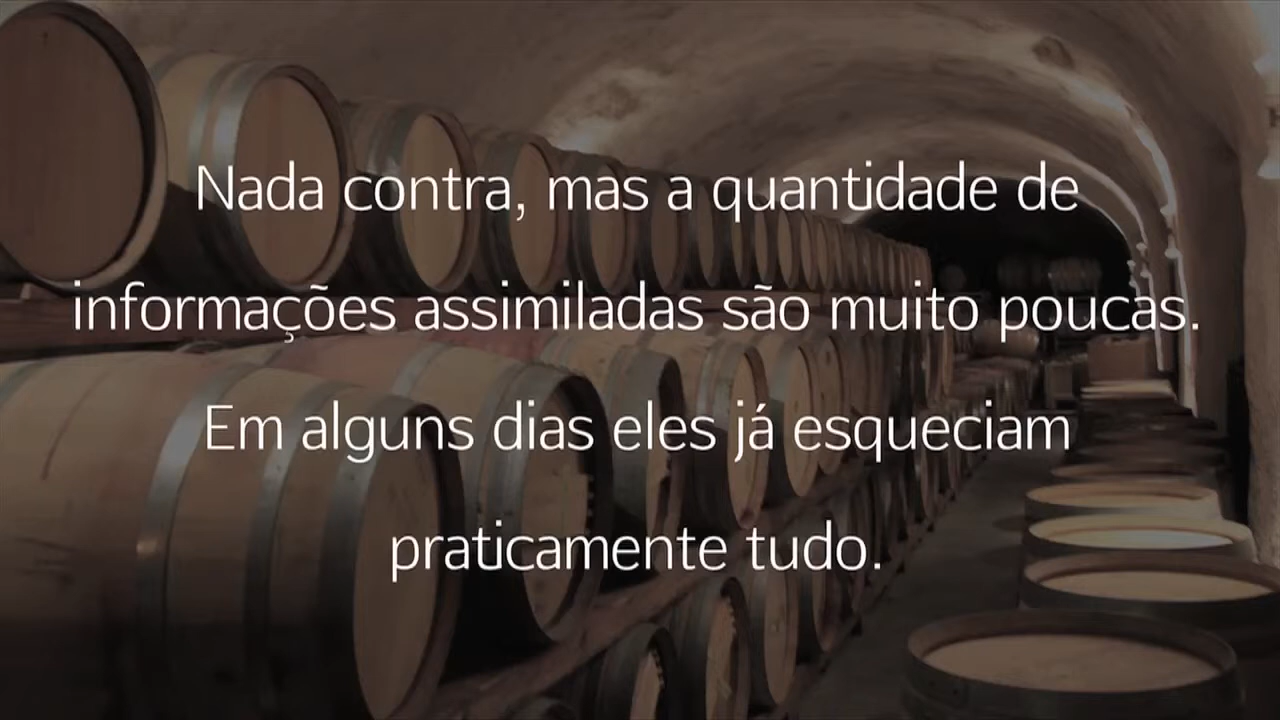 Nada contra, mas a quantidade de
informações assimiladas são muito poucas.
Em alguns dias eles já esqueciam
praticamente tudo.